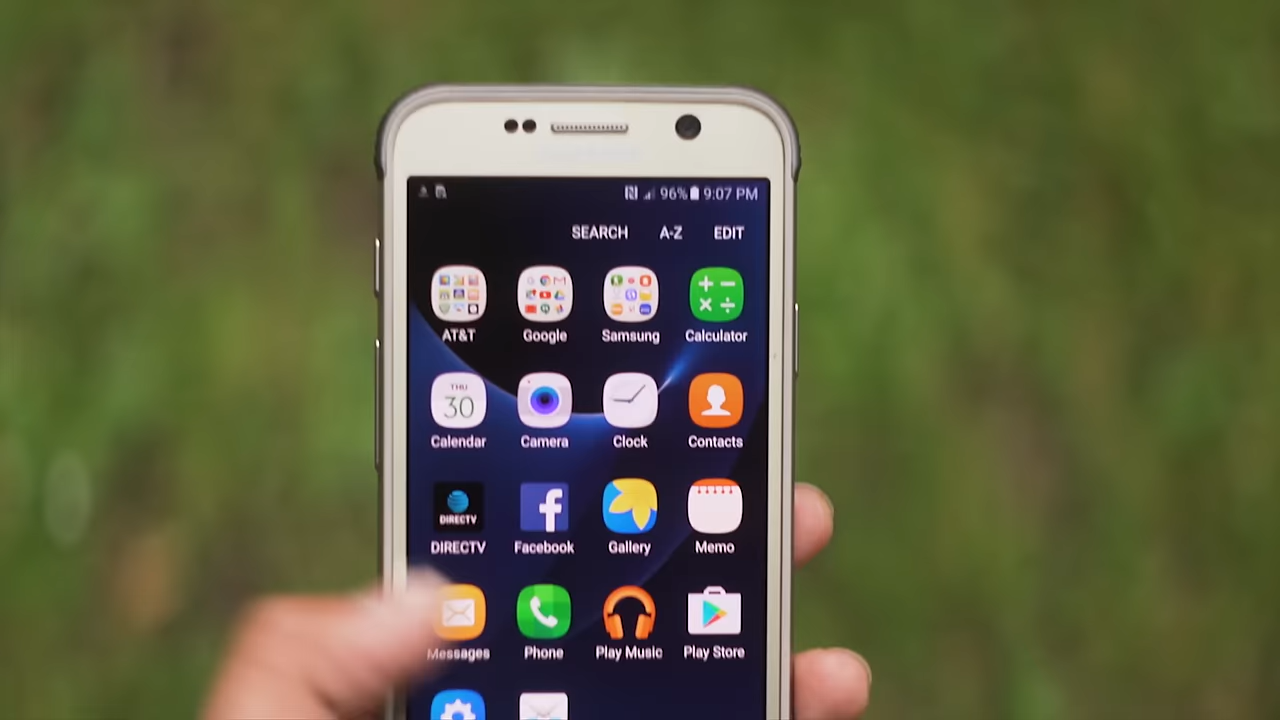 96% 9:07 PM
SEARCH A-Z EDIT
AT&T Google Samsung Calculator
THU
30
Calendar Camera Clock Contacts
DIRECTV
DIRECTV Facebook Gallery Memo
Messages Phone Play Music Play Store